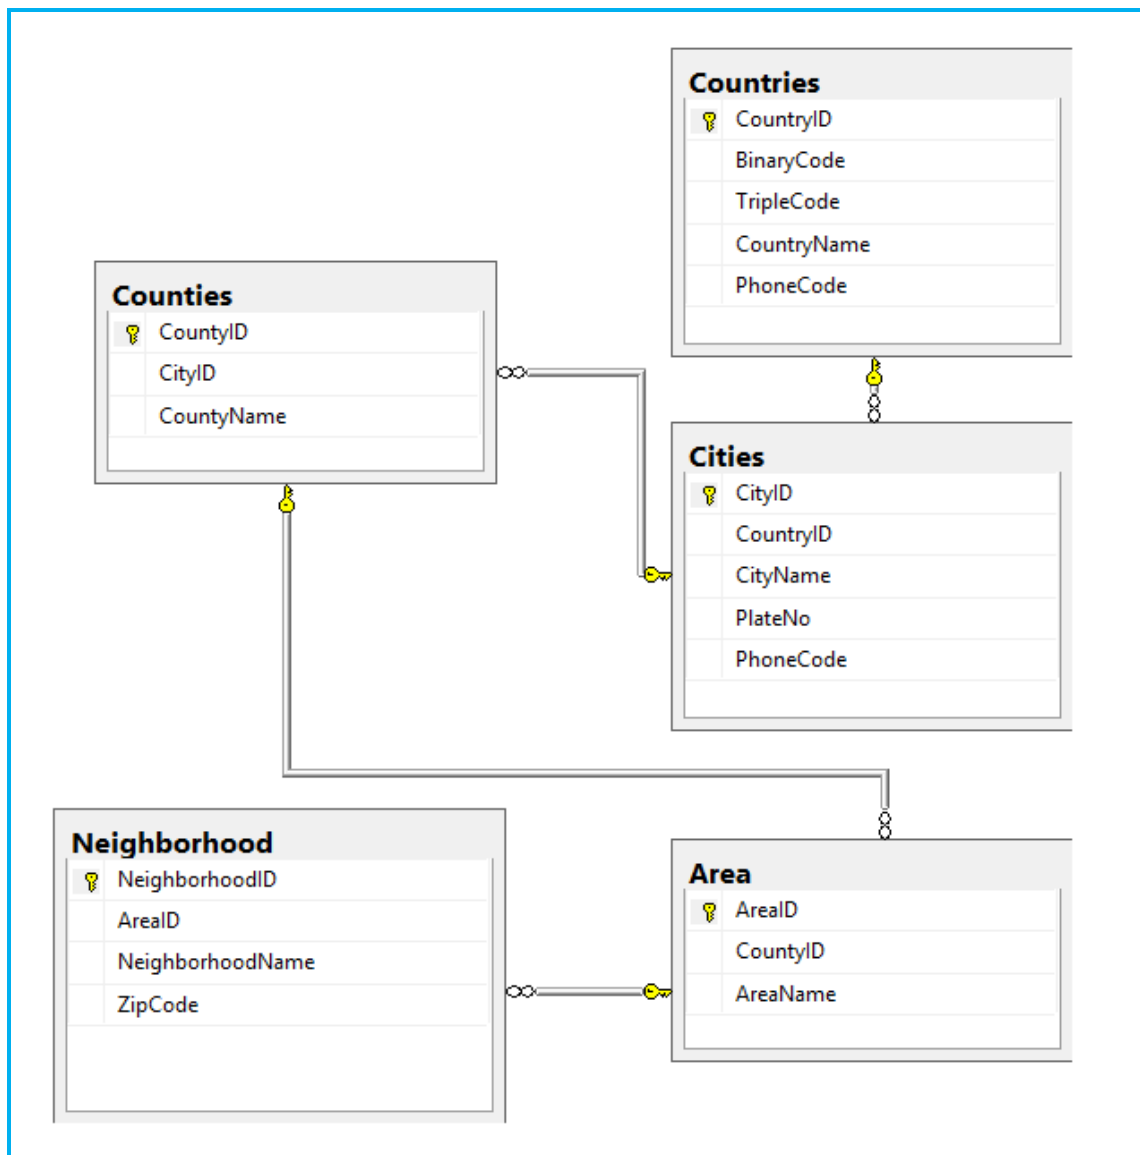 Countries
CountryID
BinaryCode
TripleCode
CountryName
PhoneCode
Counties
CountyID
CityID
CountyName
Cities
CityID
CountryID
CityName
PlateNo
PhoneCode
Neighborhood
NeighborhoodID
AreaID
NeighborhoodName
ZipCode
Area
AreaID
CountyID
AreaName